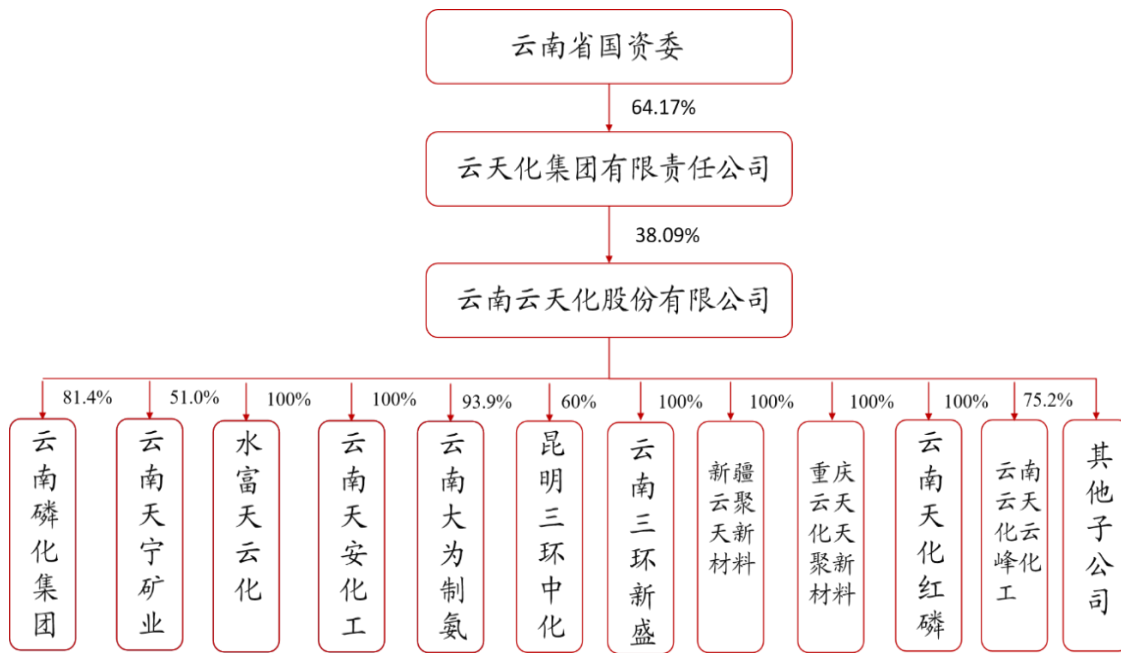 云南省国资委
64.17%
云天化集团有限责任公司
38.09%
云南云天化股份有限公司
81.4%
51.0%
100%
100%
93.9%
60%
100%
100%
100%
100%
75.2%
云南磷化集团
云南天宁矿业
水富天云化
云南天安化工
云南大为制氨
昆明三环中化
云南三环新盛
新疆
云聚
天新
材料
重庆
云天
化天
聚新
材料
云南天化红磷
云南
云天
化云
峰化
工
其他子公司